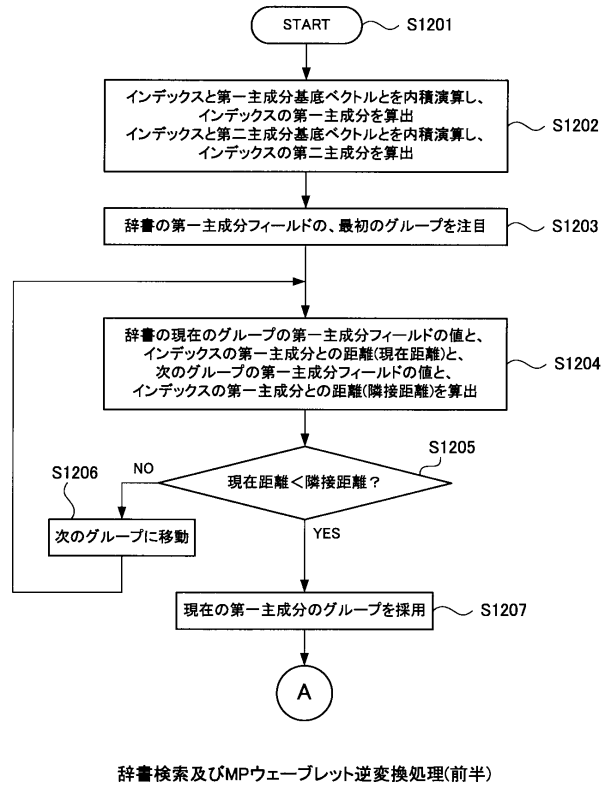 START
S1201
インデックスと第一主成分基底ベクトルとを内積演算し、
インデックスの第一主成分を算出
インデックスと第二主成分基底ベクトルとを内積演算し、
インデックスの第二主成分を算出
S1202
辞書の第一主成分フィールドの、最初のグループを注目
S1203
辞書の現在のグループの第一主成分フィールドの値と、
インデックスの第一主成分との距離(現在距離)と、
次のグループの第一主成分フィールドの値と、
インデックスの第一主成分との距離(隣接距離)を算出
S1204
S1205
現在距離<隣接距離?
NO
S1206
次のグループに移動
YES
現在の第一主成分のグループを採用
S1207
A
辞書検索及びMPウェーブレット逆変換処理(前半)